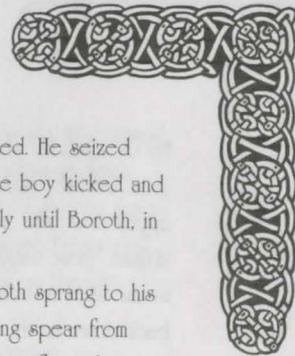 ed. He seized
e boy kicked and
ly until Boroth, in
oth sprang to his
ng spear from